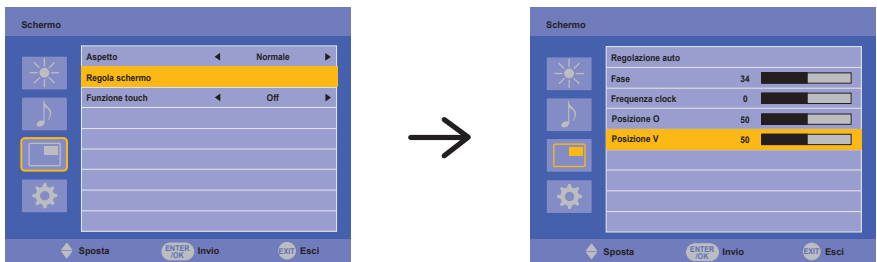 Schermo
Aspetto Normale
Regola schermo
Funzione touch Off
Sposta ENTER /OK Invio EXIT Esci
Schermo
Regolazione auto
Fase 34
Frequenza clock 0
Posizione O 50
Posizione V 50
Sposta ENTER /OK Invio EXIT Esci